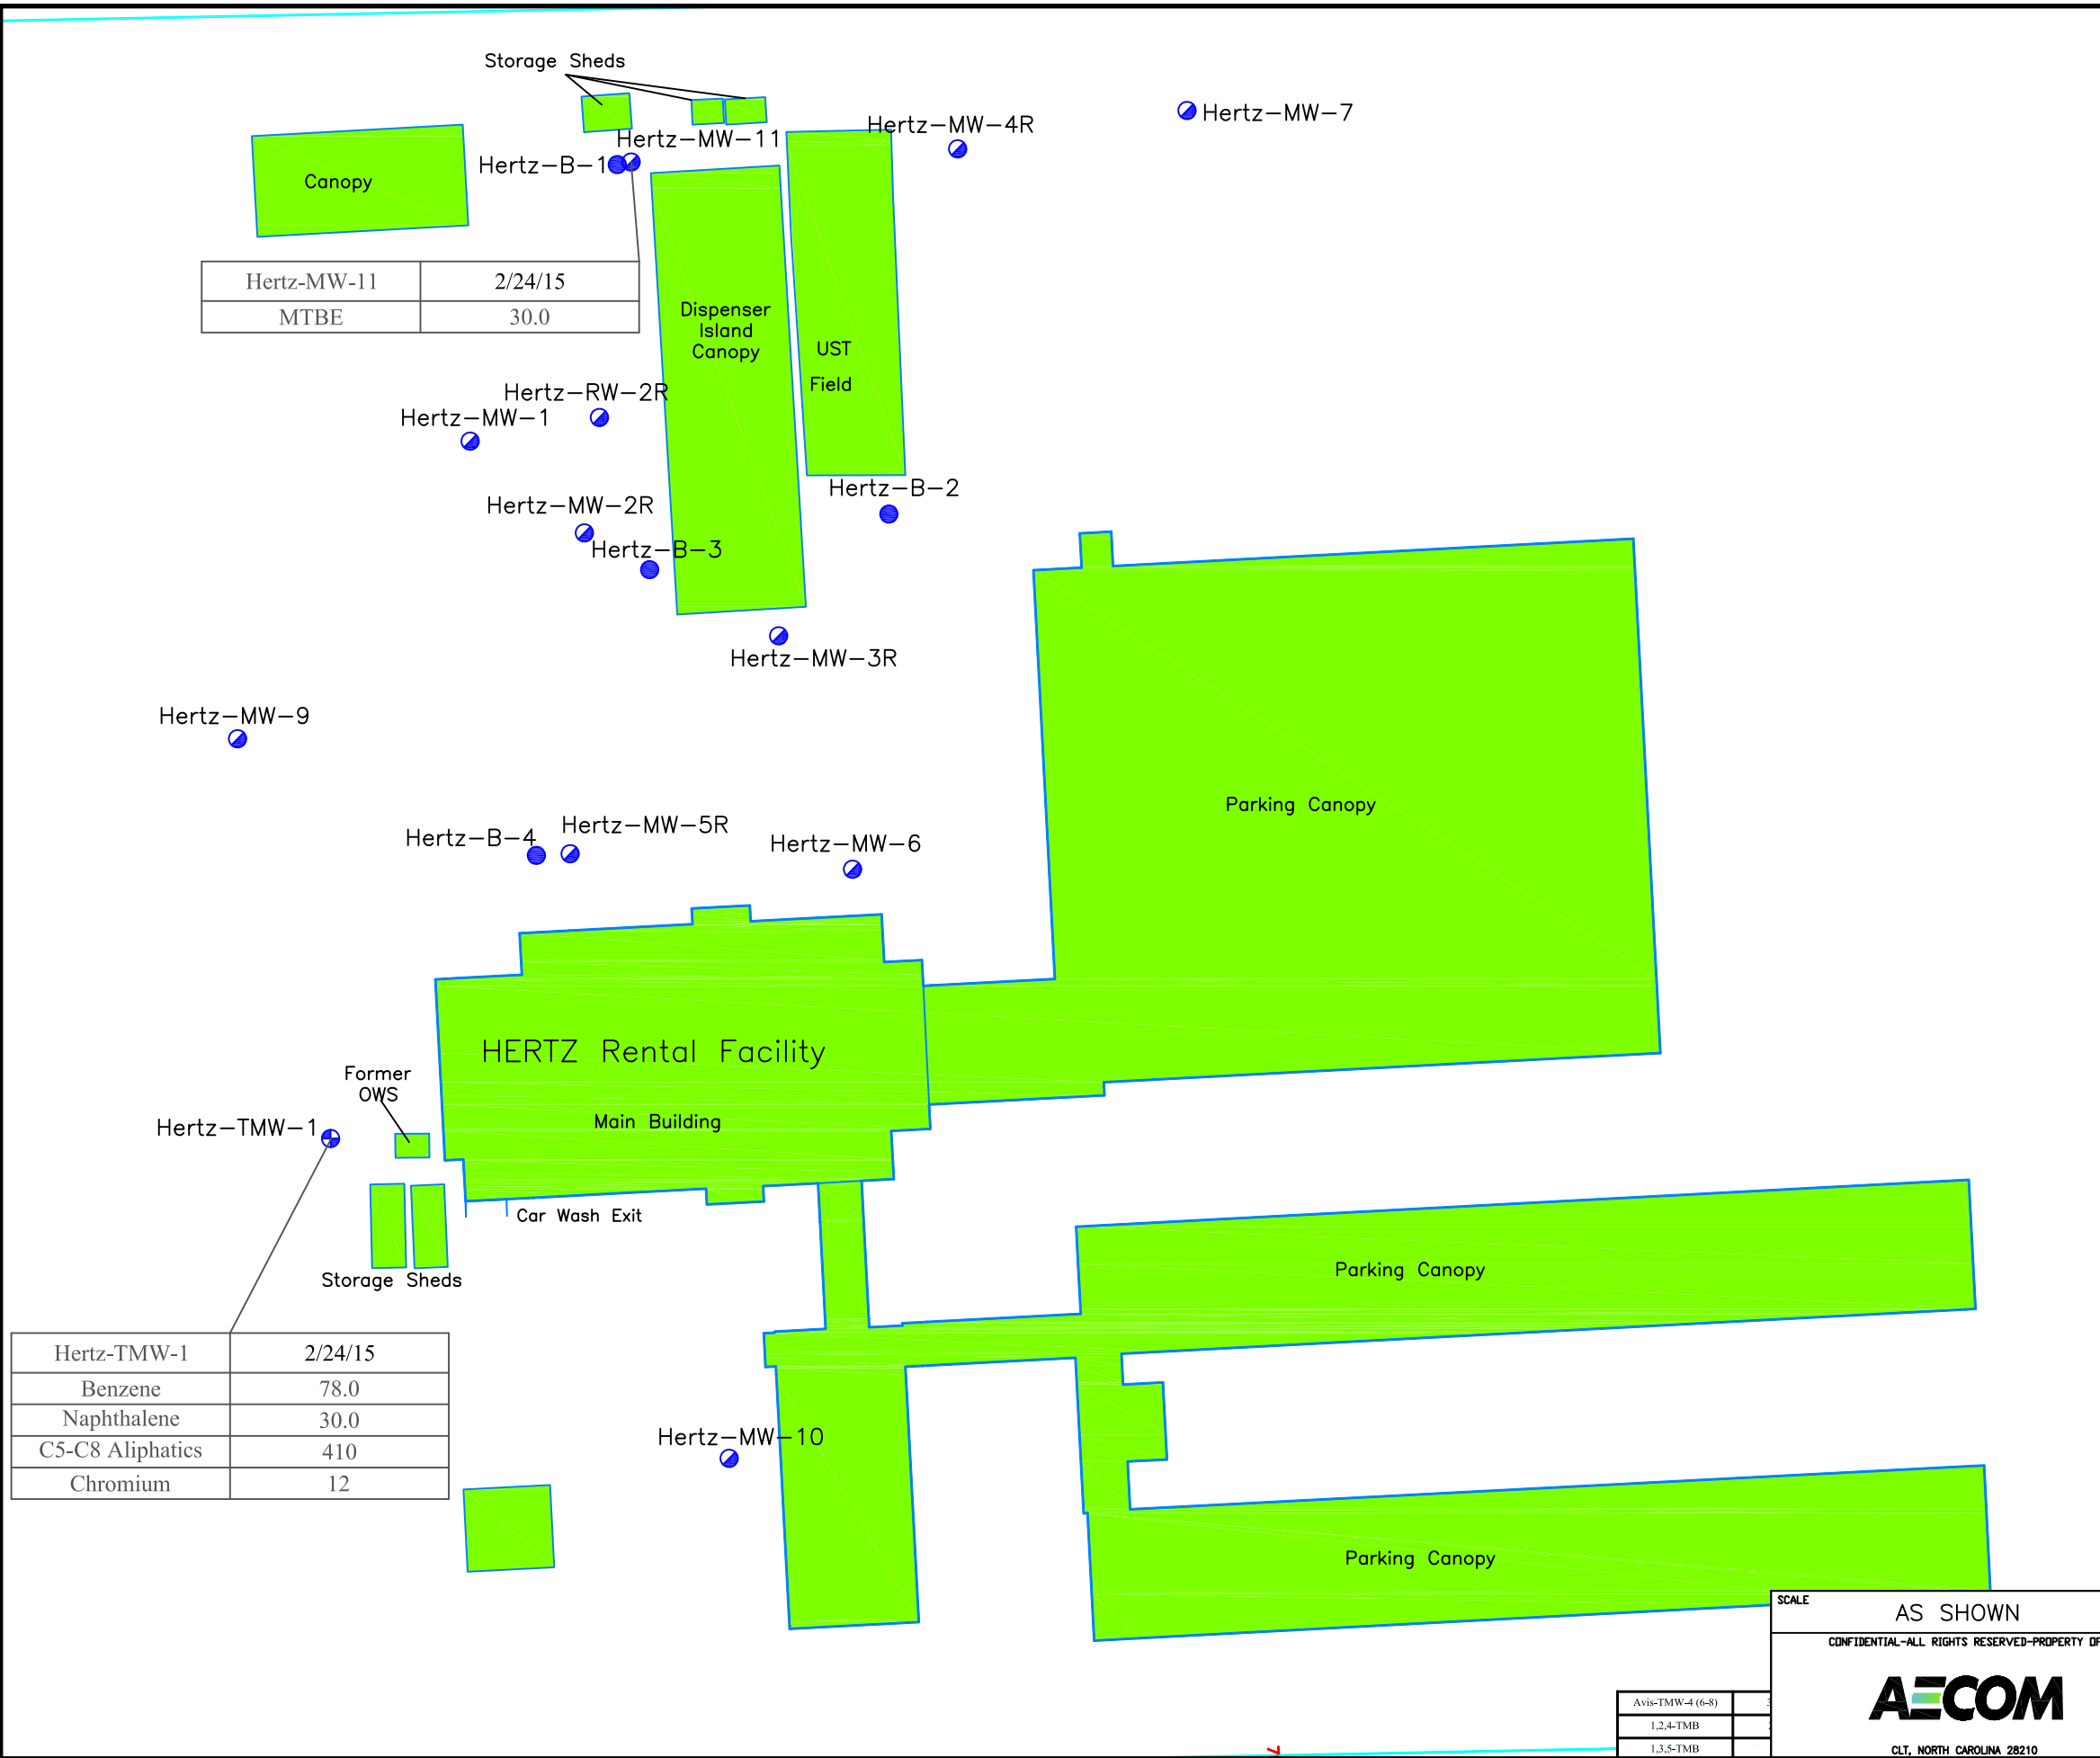 Storage Sheds
Hertz-MW-7
Hertz-MW-4R
Hertz-MW-11
Hertz-B-1
Canopy
Hertz-MW-11 2/24/15
MTBE 30.0
Dispenser
Island
Canopy
UST
Field
Hertz-RW-2R
Hertz-MW-1
Hertz-B-2
Hertz-MW-2R
Hertz-B-3
Hertz-MW-3R
Hertz-MW-9
Parking Canopy
Hertz-MW-5R
Hertz-B-4
Hertz-MW-6
HERTZ Rental Facility
Former
OWS
Main Building
Hertz-TMW-1
Car Wash Exit
Storage Sheds
Parking Canopy
Hertz-TMW-1 2/24/15
Benzene 78.0
Naphthalene 30.0
C5-C8 Aliphatics 410
Chromium 12
Hertz-MW-10
Parking Canopy
SCALE
AS SHOWN
CONFIDENTIAL-ALL RIGHTS RESERVED-PROPERTY OF
AECOM
CLT, NORTH CAROLINA 28210
Avis-TMW-4 (6-8)
1,2,4-TMB
1,3,5-TMB